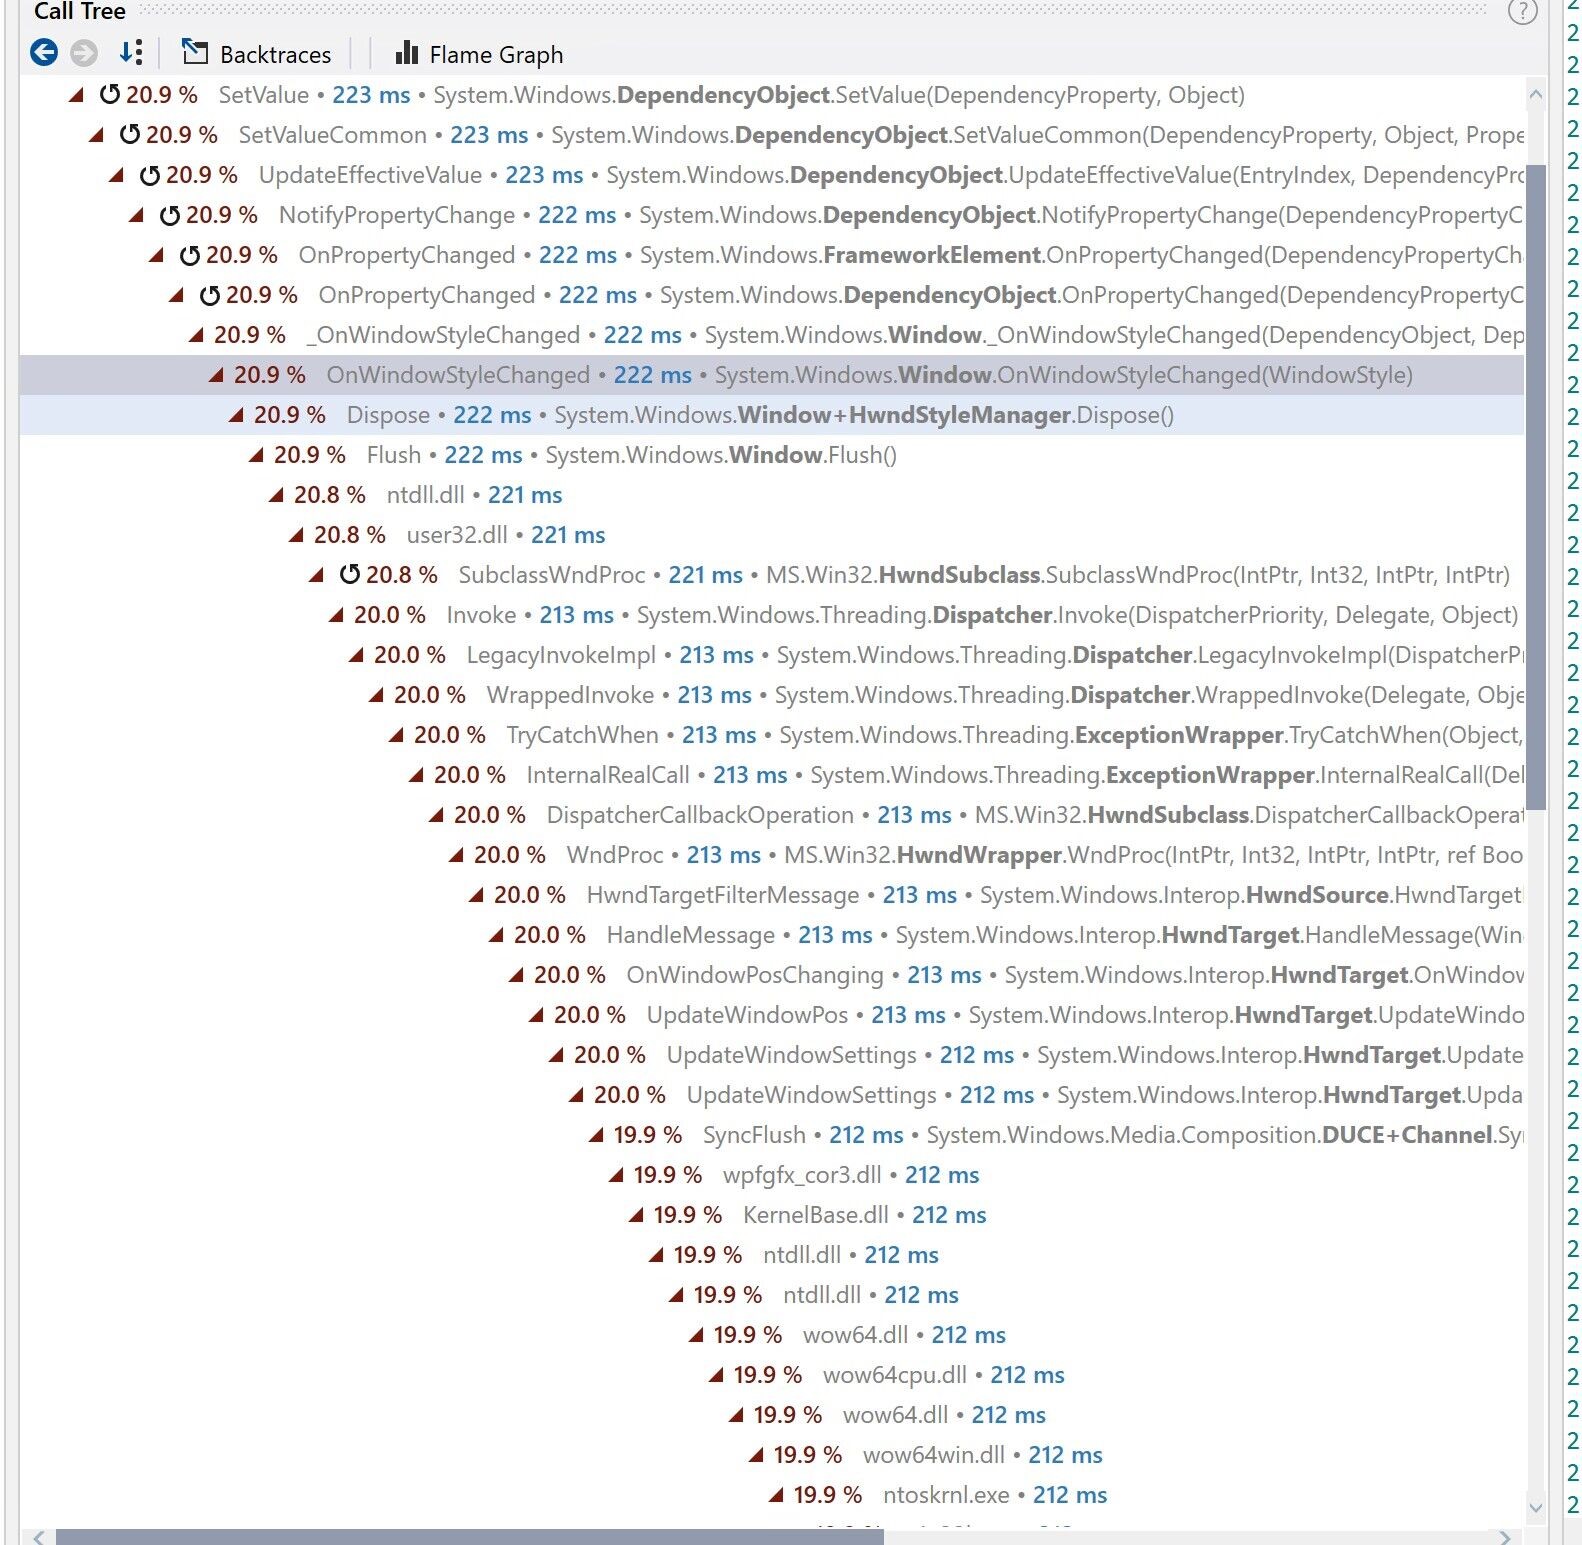 Call Tree
Backtraces Flame Graph
20.9 % SetValue • 223 ms • System.Windows.DependencyObject.SetValue(DependencyProperty, Object)
20.9 % SetValueCommon • 223 ms • System.Windows.DependencyObject.SetValueCommon(DependencyProperty, Object, Prope
20.9 % UpdateEffectiveValue • 223 ms • System.Windows.DependencyObject.UpdateEffectiveValue(EntryIndex, DependencyPro
20.9 % NotifyPropertyChange • 222 ms • System.Windows.DependencyObject.NotifyPropertyChange(DependencyPropertyC
20.9 % OnPropertyChanged • 222 ms • System.Windows.FrameworkElement.OnPropertyChanged(DependencyPropertyCh
20.9 % OnPropertyChanged • 222 ms • System.Windows.DependencyObject.OnPropertyChanged(DependencyPropertyC
20.9 % _OnWindowStyleChanged • 222 ms • System.Windows.Window._OnWindowStyleChanged(DependencyObject, Dep
20.9 % OnWindowStyleChanged • 222 ms • System.Windows.Window.OnWindowStyleChanged(WindowStyle)
20.9 % Dispose • 222 ms • System.Windows.Window+HwndStyleManager.Dispose()
20.9 % Flush • 222 ms • System.Windows.Window.Flush()
20.8 % ntdll.dll • 221 ms
20.8 % user32.dll • 221 ms
20.8 % SubclassWndProc • 221 ms • MS.Win32.HwndSubclass.SubclassWndProc(IntPtr, Int32, IntPtr, IntPtr)
20.0 % Invoke • 213 ms • System.Windows.Threading.Dispatcher.Invoke(DispatcherPriority, Delegate, Object)
20.0 % LegacyInvokeImpl • 213 ms • System.Windows.Threading.Dispatcher.LegacyInvokeImpl(DispatcherPr
20.0 % WrappedInvoke • 213 ms • System.Windows.Threading.Dispatcher.WrappedInvoke(Delegate, Obje
20.0 % TryCatchWhen • 213 ms • System.Windows.Threading.ExceptionWrapper.TryCatchWhen(Object,
20.0 % InternalRealCall • 213 ms • System.Windows.Threading.ExceptionWrapper.InternalRealCall(Del
20.0 % DispatcherCallbackOperation • 213 ms • MS.Win32.HwndSubclass.DispatcherCallbackOperat
20.0 % WndProc • 213 ms • MS.Win32.HwndWrapper.WndProc(IntPtr, Int32, IntPtr, IntPtr, ref Boo
20.0 % HwndTargetFilterMessage • 213 ms • System.Windows.Interop.HwndSource.HwndTarget
20.0 % HandleMessage • 213 ms • System.Windows.Interop.HwndTarget.HandleMessage(Win
20.0 % OnWindowPosChanging • 213 ms • System.Windows.Interop.HwndTarget.OnWindow
20.0 % UpdateWindowPos • 213 ms • System.Windows.Interop.HwndTarget.UpdateWindo
20.0 % UpdateWindowSettings • 212 ms • System.Windows.Interop.HwndTarget.Update
20.0 % UpdateWindowSettings • 212 ms • System.Windows.Interop.HwndTarget.Upda
19.9 % SyncFlush • 212 ms • System.Windows.Media.Composition.DUCE+Channel.Sy
19.9 % wpfgfx_cor3.dll • 212 ms
19.9 % KernelBase.dll • 212 ms
19.9 % ntdll.dll • 212 ms
19.9 % ntdll.dll • 212 ms
19.9 % wow64.dll • 212 ms
19.9 % wow64cpu.dll • 212 ms
19.9 % wow64.dll • 212 ms
19.9 % wow64win.dll • 212 ms
19.9 % ntoskrnl.exe • 212 ms